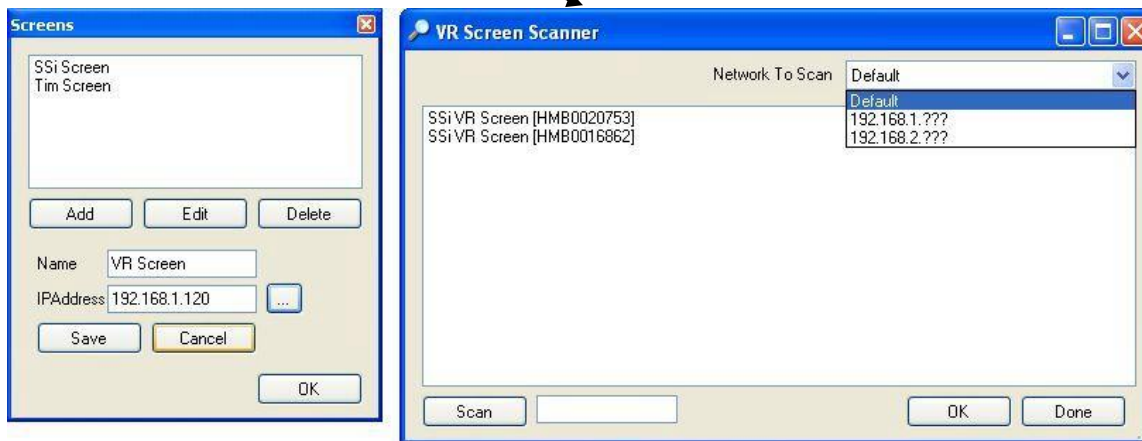 Screens
SSi Screen
Tim Screen
Add Edit Delete
Name VR Screen
IPAddress 192.168.1.120 ...
Save Cancel
OK
VR Screen Scanner
Network To Scan Default
Default
192.168.1.???
192.168.2.???
SSi VR Screen [HMB0020753]
SSi VR Screen [HMB0016862]
Scan OK Done